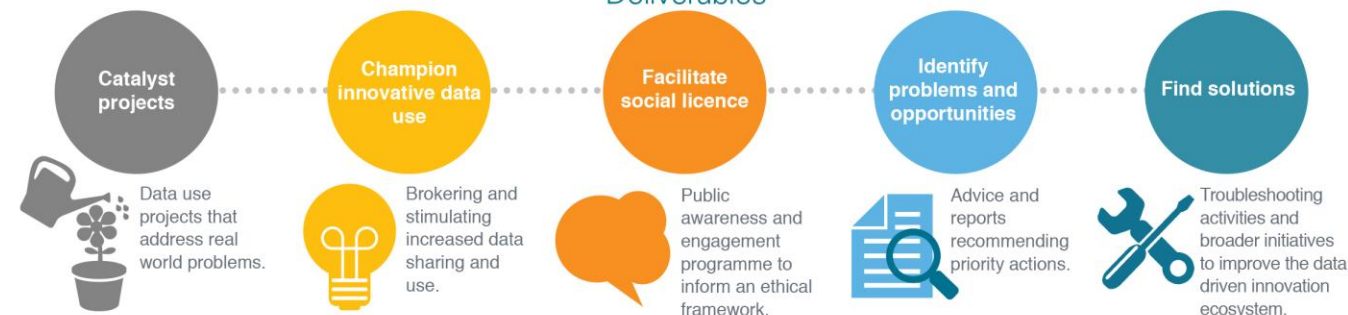 Deliverables
Catalyst
projects
Champion
innovative data
use
Facilitate
social licence
Identify
problems and
opportunities
Find solutions
Data use
projects that
address real
world problems.
Brokering and
stimulating
increased data
sharing and
use.
Public
awareness and
engagement
programme to
inform an ethical
framework.
Advice and
reports
recommending
priority actions.
Troubleshooting
activities and
broader initiatives
to improve the data
driven innovation
ecosystem.